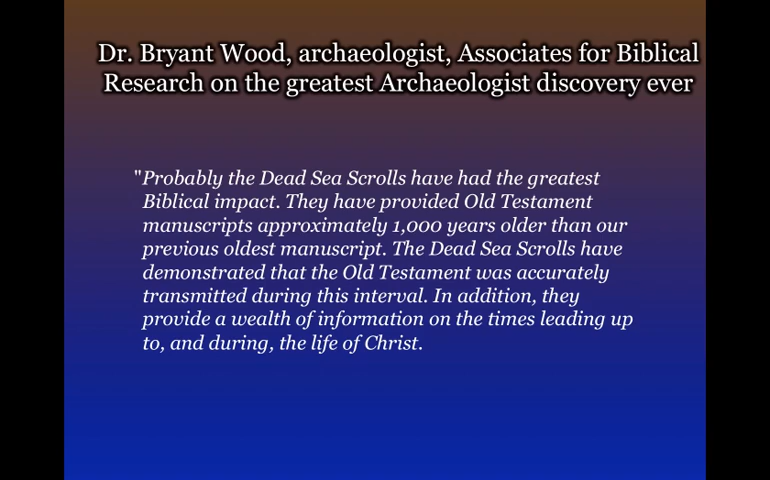 Dr. Bryant Wood, archaeologist, Associates for Biblical
Research on the greatest Archaeologist discovery ever
"Probably the Dead Sea Scrolls have had the greatest
Biblical impact. They have provided Old Testament
manuscripts approximately 1,000 years older than our
previous oldest manuscript. The Dead Sea Scrolls have
demonstrated that the Old Testament was accurately
transmitted during this interval. In addition, they
provide a wealth of information on the times leading up
to, and during, the life of Christ.